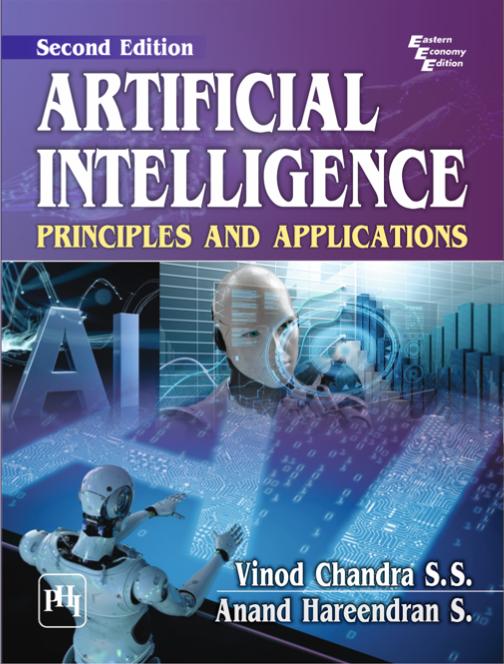 Second Edition
Eastern
Economy
Edition
ARTIFICIAL
INTELLIGENCE
PRINCIPLES AND APPLICATIONS
AI
Vinod Chandra S.S.
Anand Hareendran S.
PHI